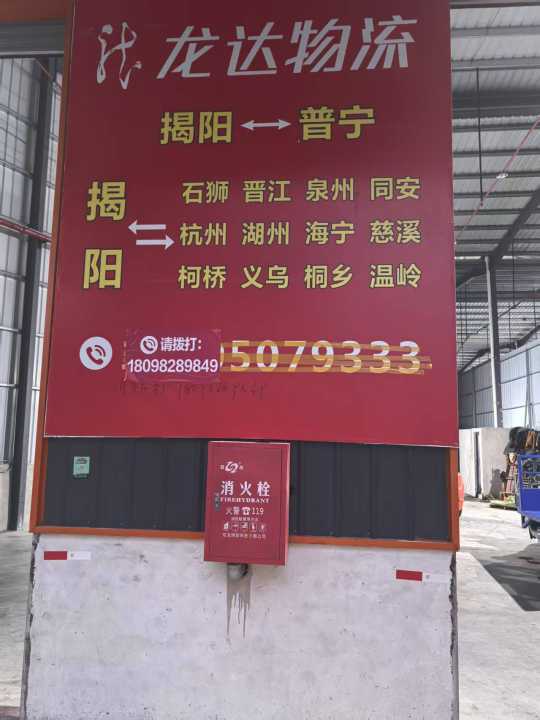 龙达物流
揭阳 ↔ 普宁
揭阳
石狮 晋江 泉州 同安
杭州 湖州 海宁 慈溪
柯桥 义乌 桐乡 温岭
请拨打：
18098289849
5079333
消火栓
FIREHYDRANT
火警 119